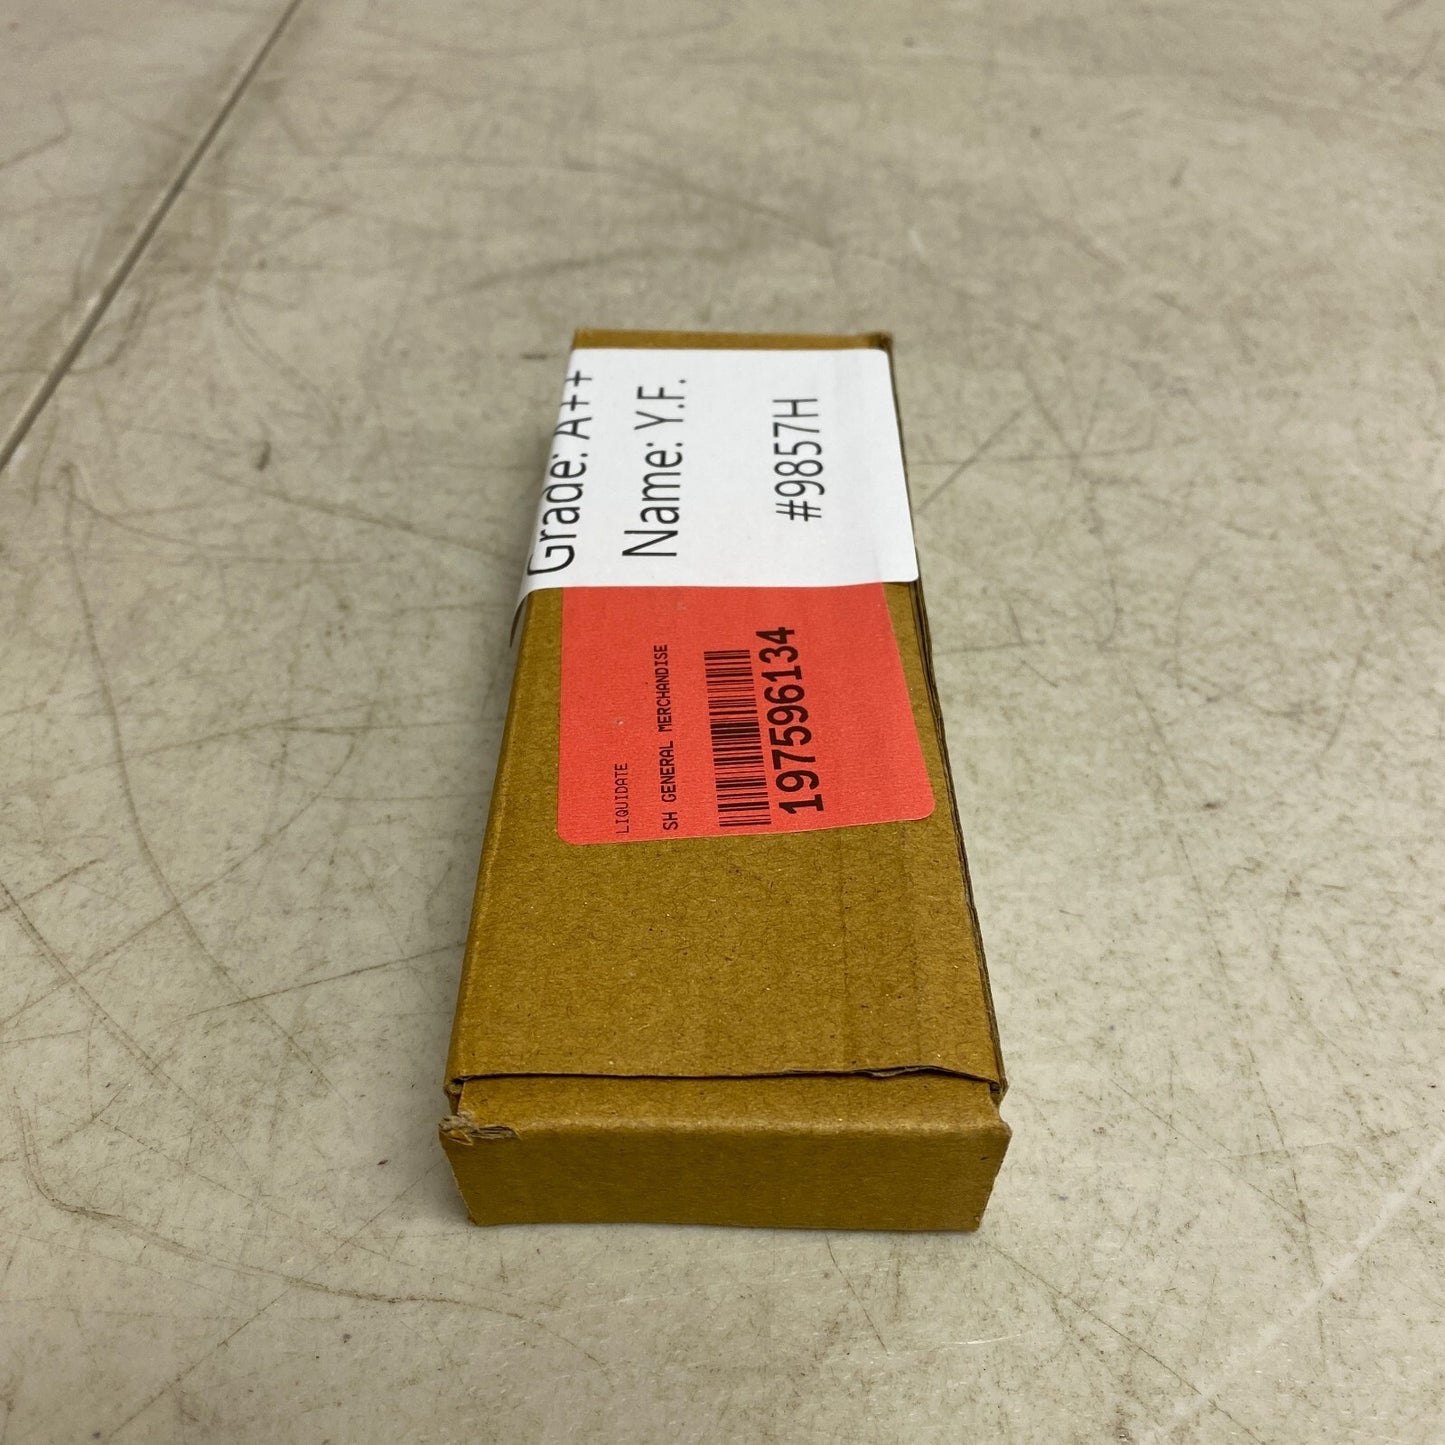 Grade: A++
Name: Y.F.
#9857H
LIQUIDATE
SH GENERAL MERCHANDISE
197596134